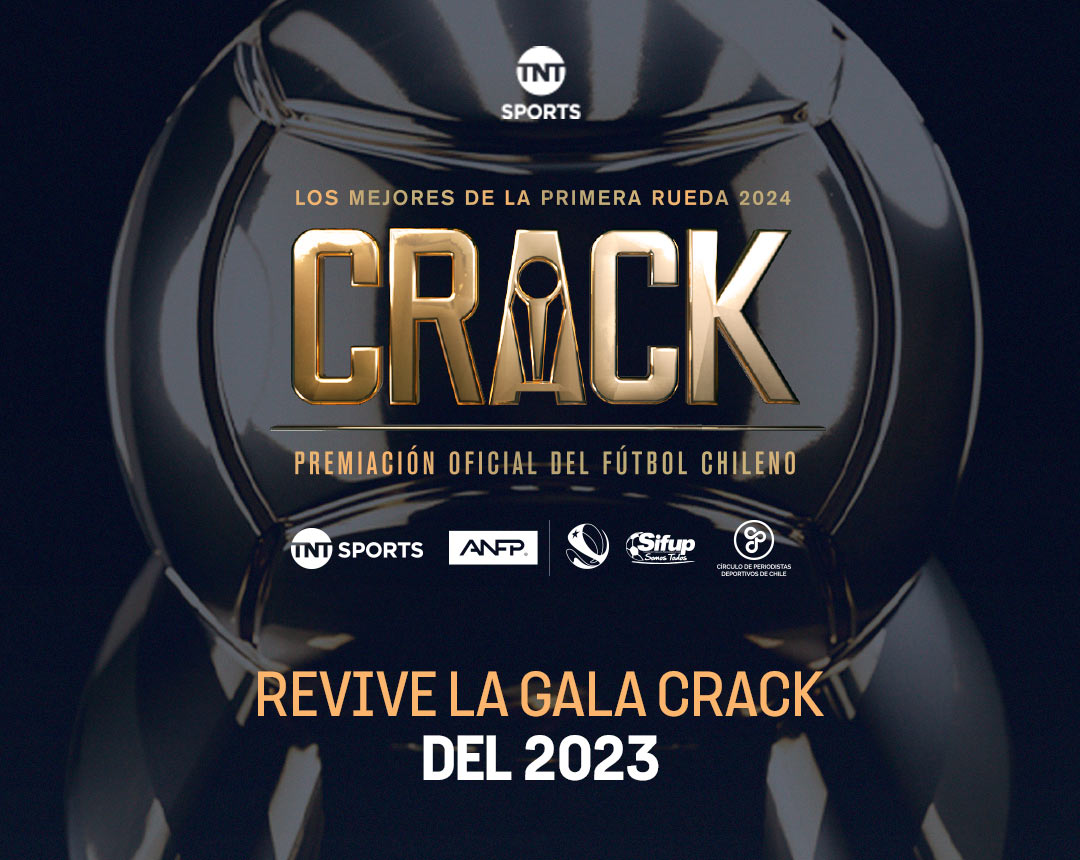 TNT
SPORTS
LOS MEJORES DE LA PRIMERA RUEDA 2024
CRACK
PREMIACIÓN OFICIAL DEL FÚTBOL CHILENO
TNT SPORTS
ANFP
Sifup
Somos Todos
CÍRCULO DE PERIODISTAS
DEPORTIVOS DE CHILE
REVIVE LA GALA CRACK
DEL 2023